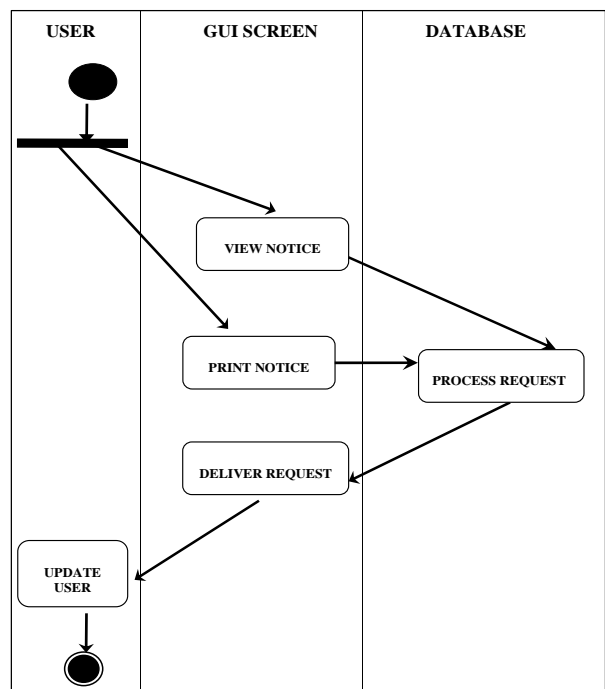 USER
GUI SCREEN
DATABASE
VIEW NOTICE
PRINT NOTICE
PROCESS REQUEST
DELIVER REQUEST
UPDATE
USER